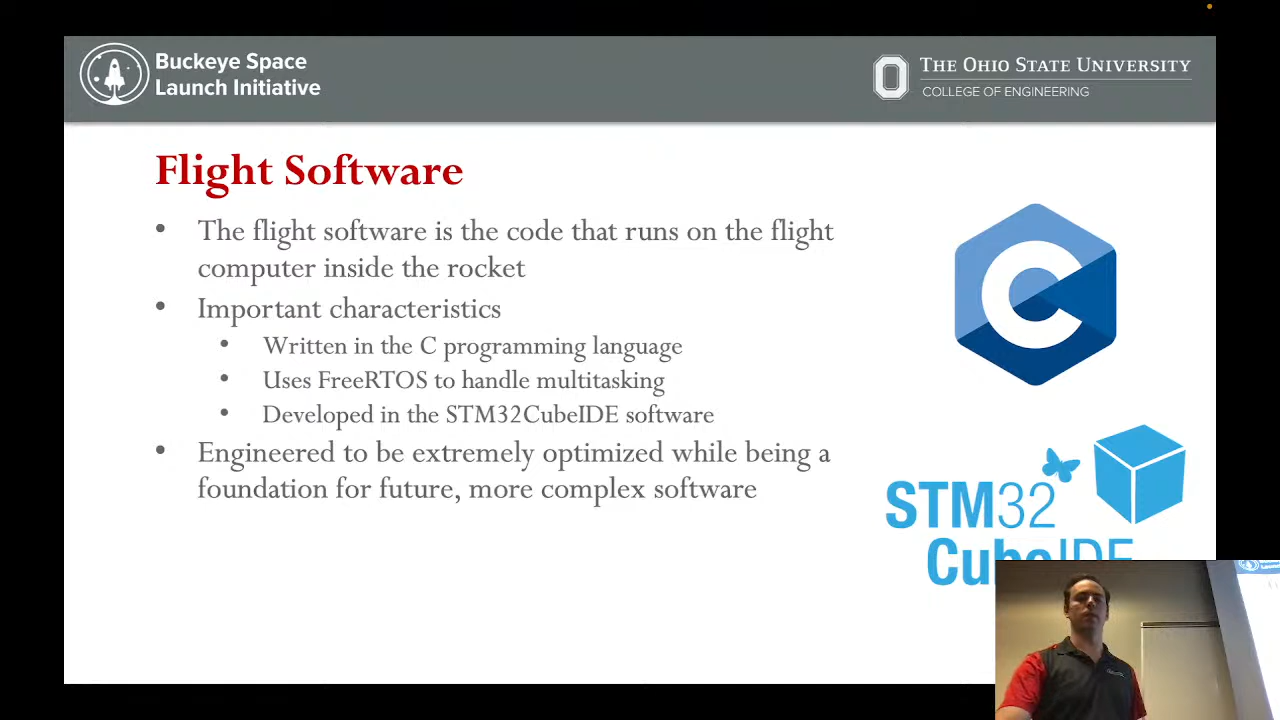 Buckeye Space
Launch Initiative
THE OHIO STATE UNIVERSITY
COLLEGE OF ENGINEERING
Flight Software
• The flight software is the code that runs on the flight
computer inside the rocket
• Important characteristics
• Written in the C programming language
• Uses FreeRTOS to handle multitasking
• Developed in the STM32CubeIDE software
• Engineered to be extremely optimized while being a
foundation for future, more complex software
C
STM32
CubeIDE